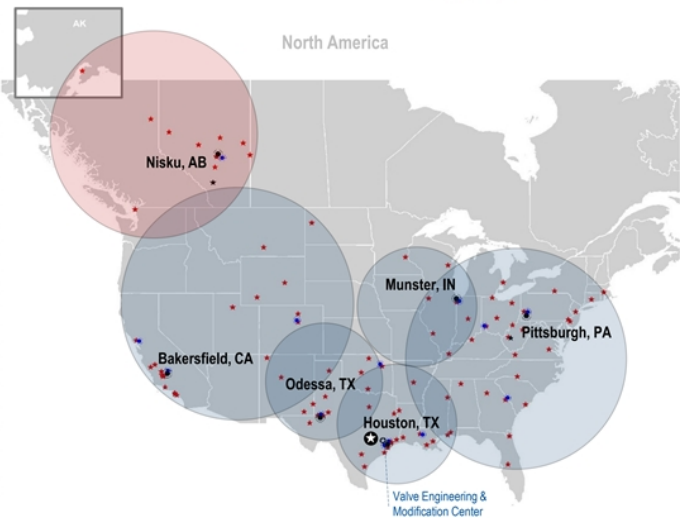 AK
North America
Nisku, AB
Munster, IN
Pittsburgh, PA
Bakersfield, CA
Odessa, TX
Houston, TX
Valve Engineering &
Modification Center